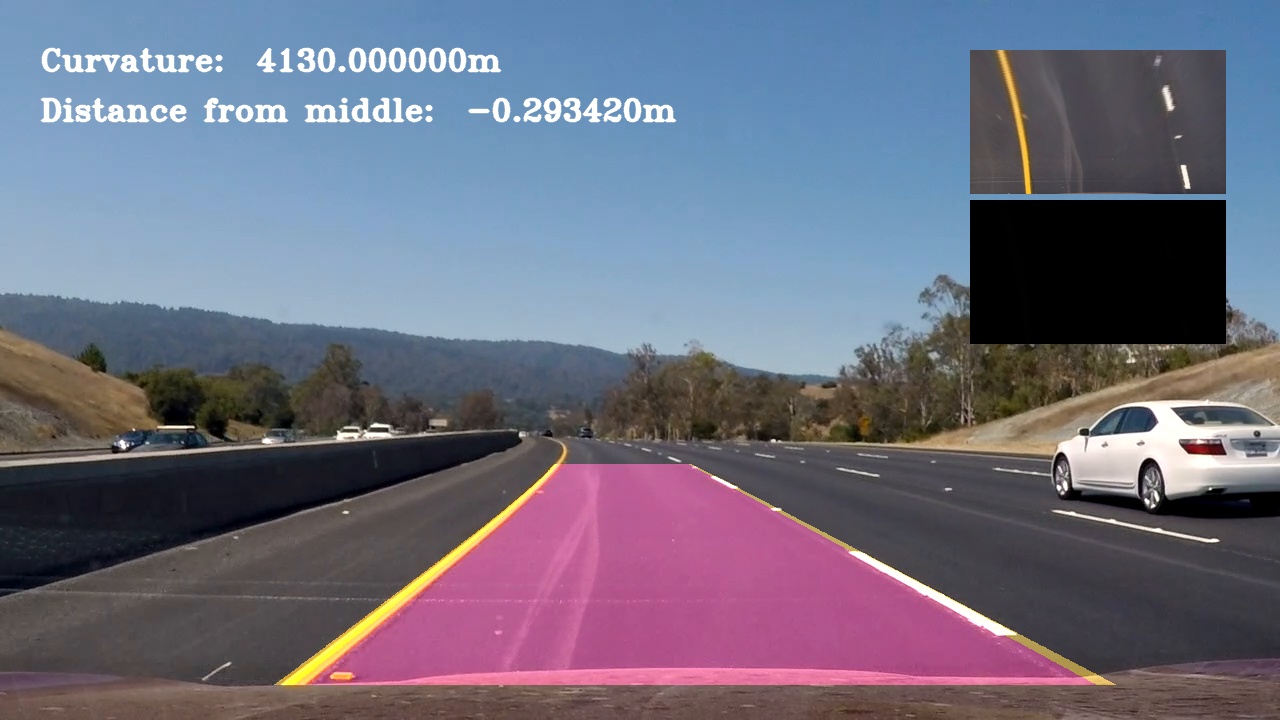 Curvature: 4130.000000m
Distance from middle: −0.293420m